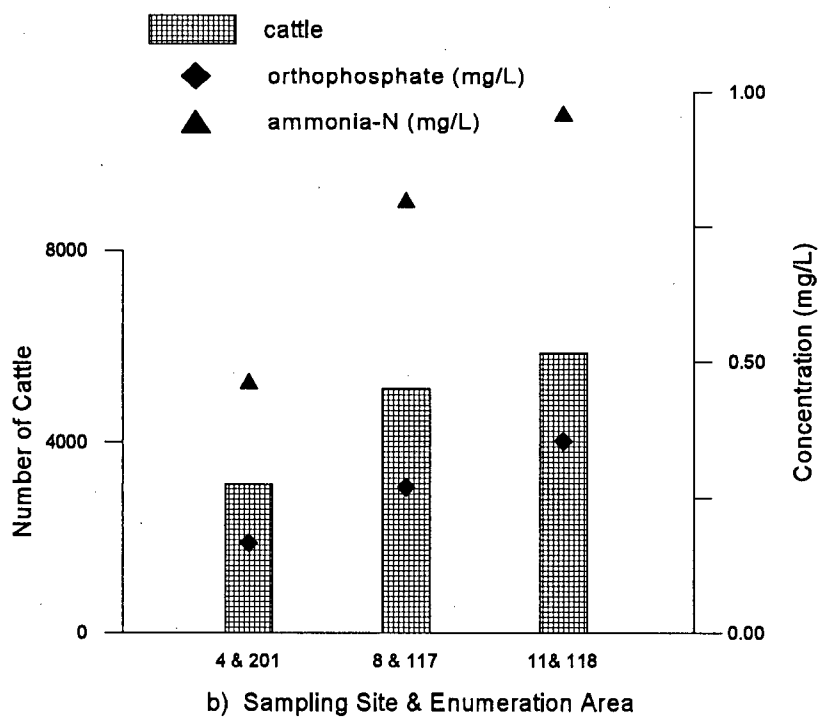 cattle
orthophosphate (mg/L)
ammonia-N (mg/L)
1.00
8000
0.50
4000
0
0.00
Number of Cattle
Concentration (mg/L)
4 & 201
8 & 117
11 & 118
b) Sampling Site & Enumeration Area